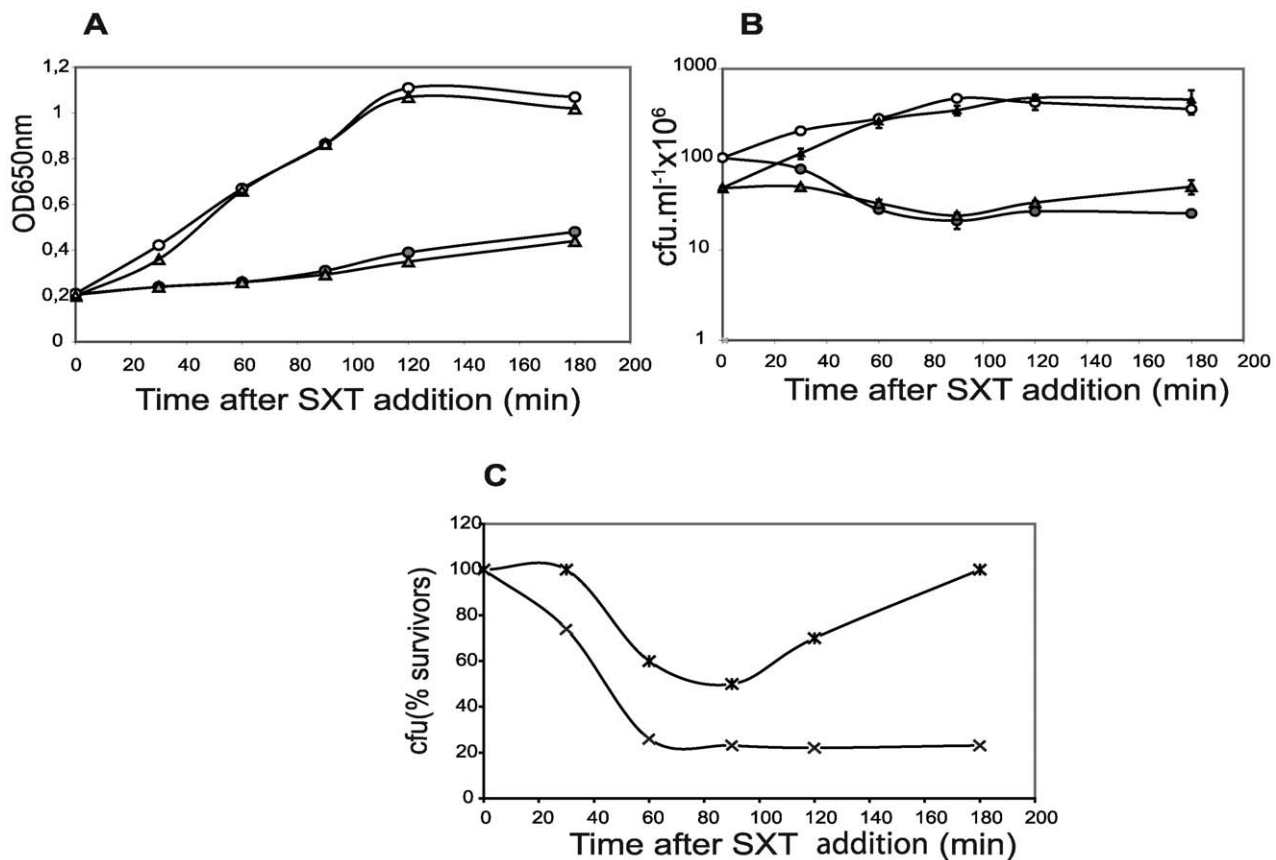 A
OD650nm
1,2
1
0,8
0,6
0,4
0,2
0
0 20 40 60 80 100 120 140 160 180 200
Time after SXT addition (min)
B
cfu.ml⁻¹x10⁶
1000
100
10
1
0 20 40 60 80 100 120 140 160 180 200
Time after SXT addition (min)
C
cfu(% survivors)
120
100
80
60
40
20
0
0 20 40 60 80 100 120 140 160 180 200
Time after SXT addition (min)